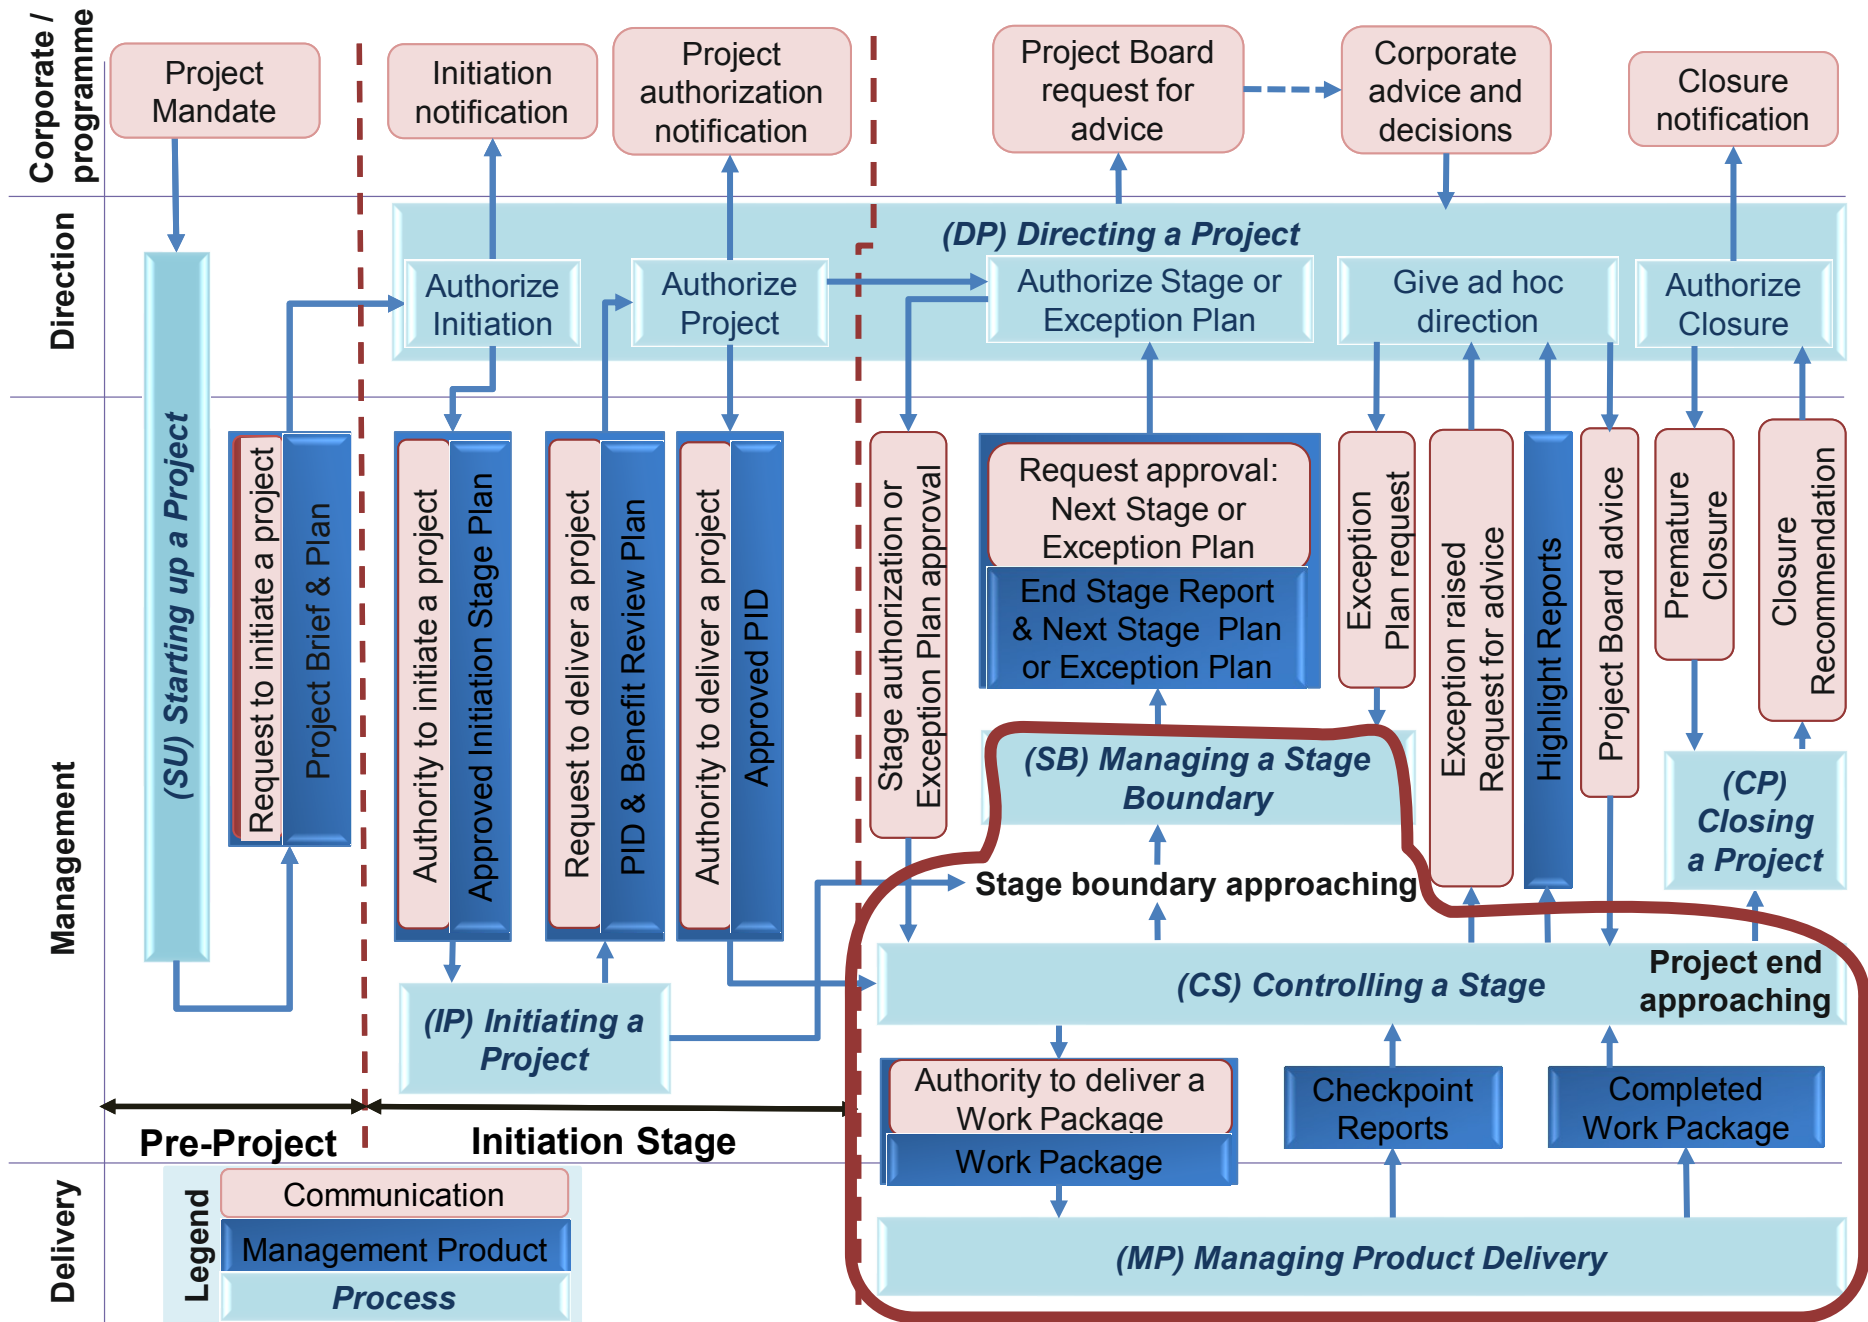 Corporate /
programme
Project
Mandate
Initiation
notification
Project
authorization
notification
Project Board
request for
advice
Corporate
advice and
decisions
Closure
notification
Direction
(DP) Directing a Project
Authorize
Initiation
Authorize
Project
Authorize Stage or
Exception Plan
Give ad hoc
direction
Authorize
Closure
Management
(SU) Starting up a Project
Request to initiate a project
Project Brief & Plan
Authority to initiate a project
Approved Initiation Stage Plan
Request to deliver a project
PID & Benefit Review Plan
Authority to deliver a project
Approved PID
Stage authorization or
Exception Plan approval
Request approval:
Next Stage or
Exception Plan
End Stage Report
& Next Stage Plan
or Exception Plan
Exception
Plan request
Exception raised
Request for advice
Highlight Reports
Project Board advice
Premature
Closure
Closure
Recommendation
(SB) Managing a Stage
Boundary
(CP)
Closing
a Project
Stage boundary approaching
(CS) Controlling a Stage
Project end
approaching
(IP) Initiating a
Project
Authority to deliver a
Work Package
Work Package
Checkpoint
Reports
Completed
Work Package
Pre-Project
Initiation Stage
Delivery
Legend
Communication
Management Product
Process
(MP) Managing Product Delivery